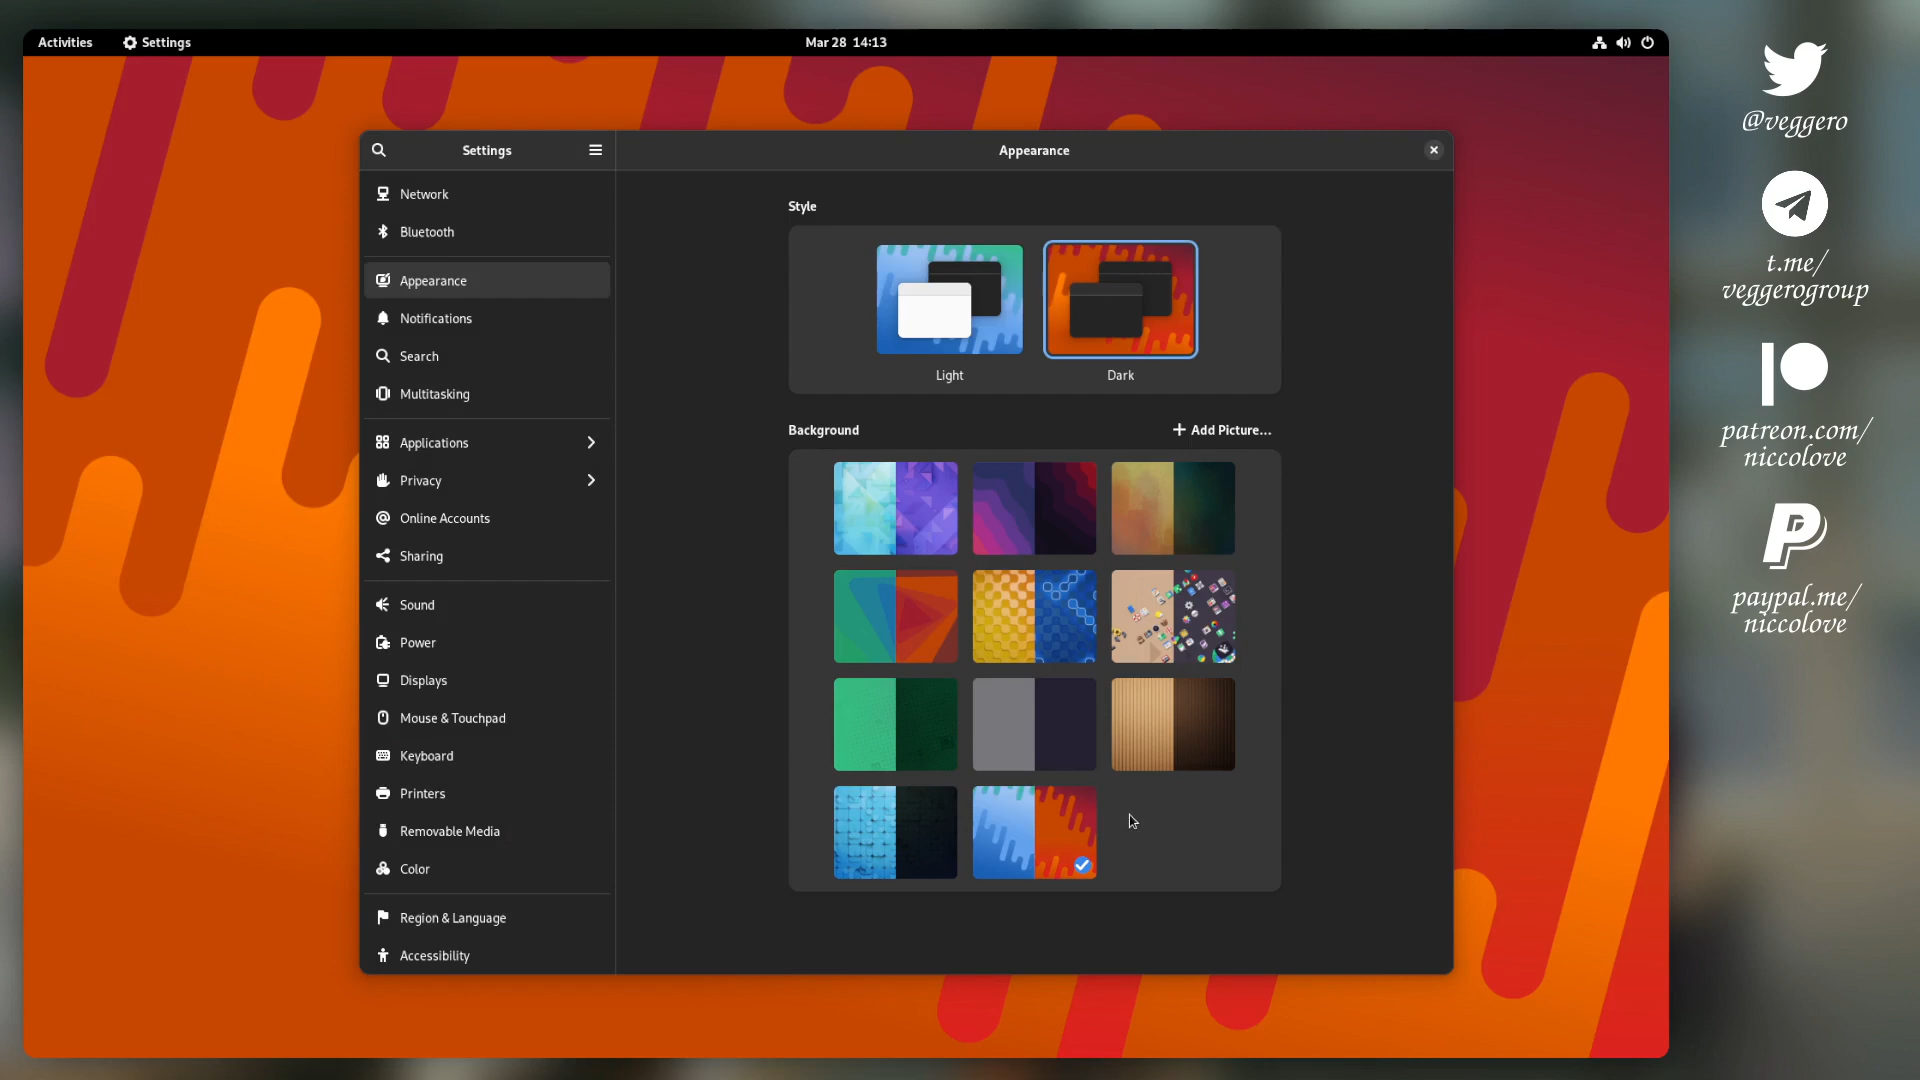 Activities
Settings
Mar 28 14:13
Settings
Appearance
Network
Bluetooth
Appearance
Notifications
Search
Multitasking
Applications
Privacy
Online Accounts
Sharing
Sound
Power
Displays
Mouse & Touchpad
Keyboard
Printers
Removable Media
Color
Region & Language
Accessibility
Style
Light
Dark
Background
Add Picture...
@veggero
t.me/
veggerogroup
patreon.com/
niccolove
paypal.me/
niccolove